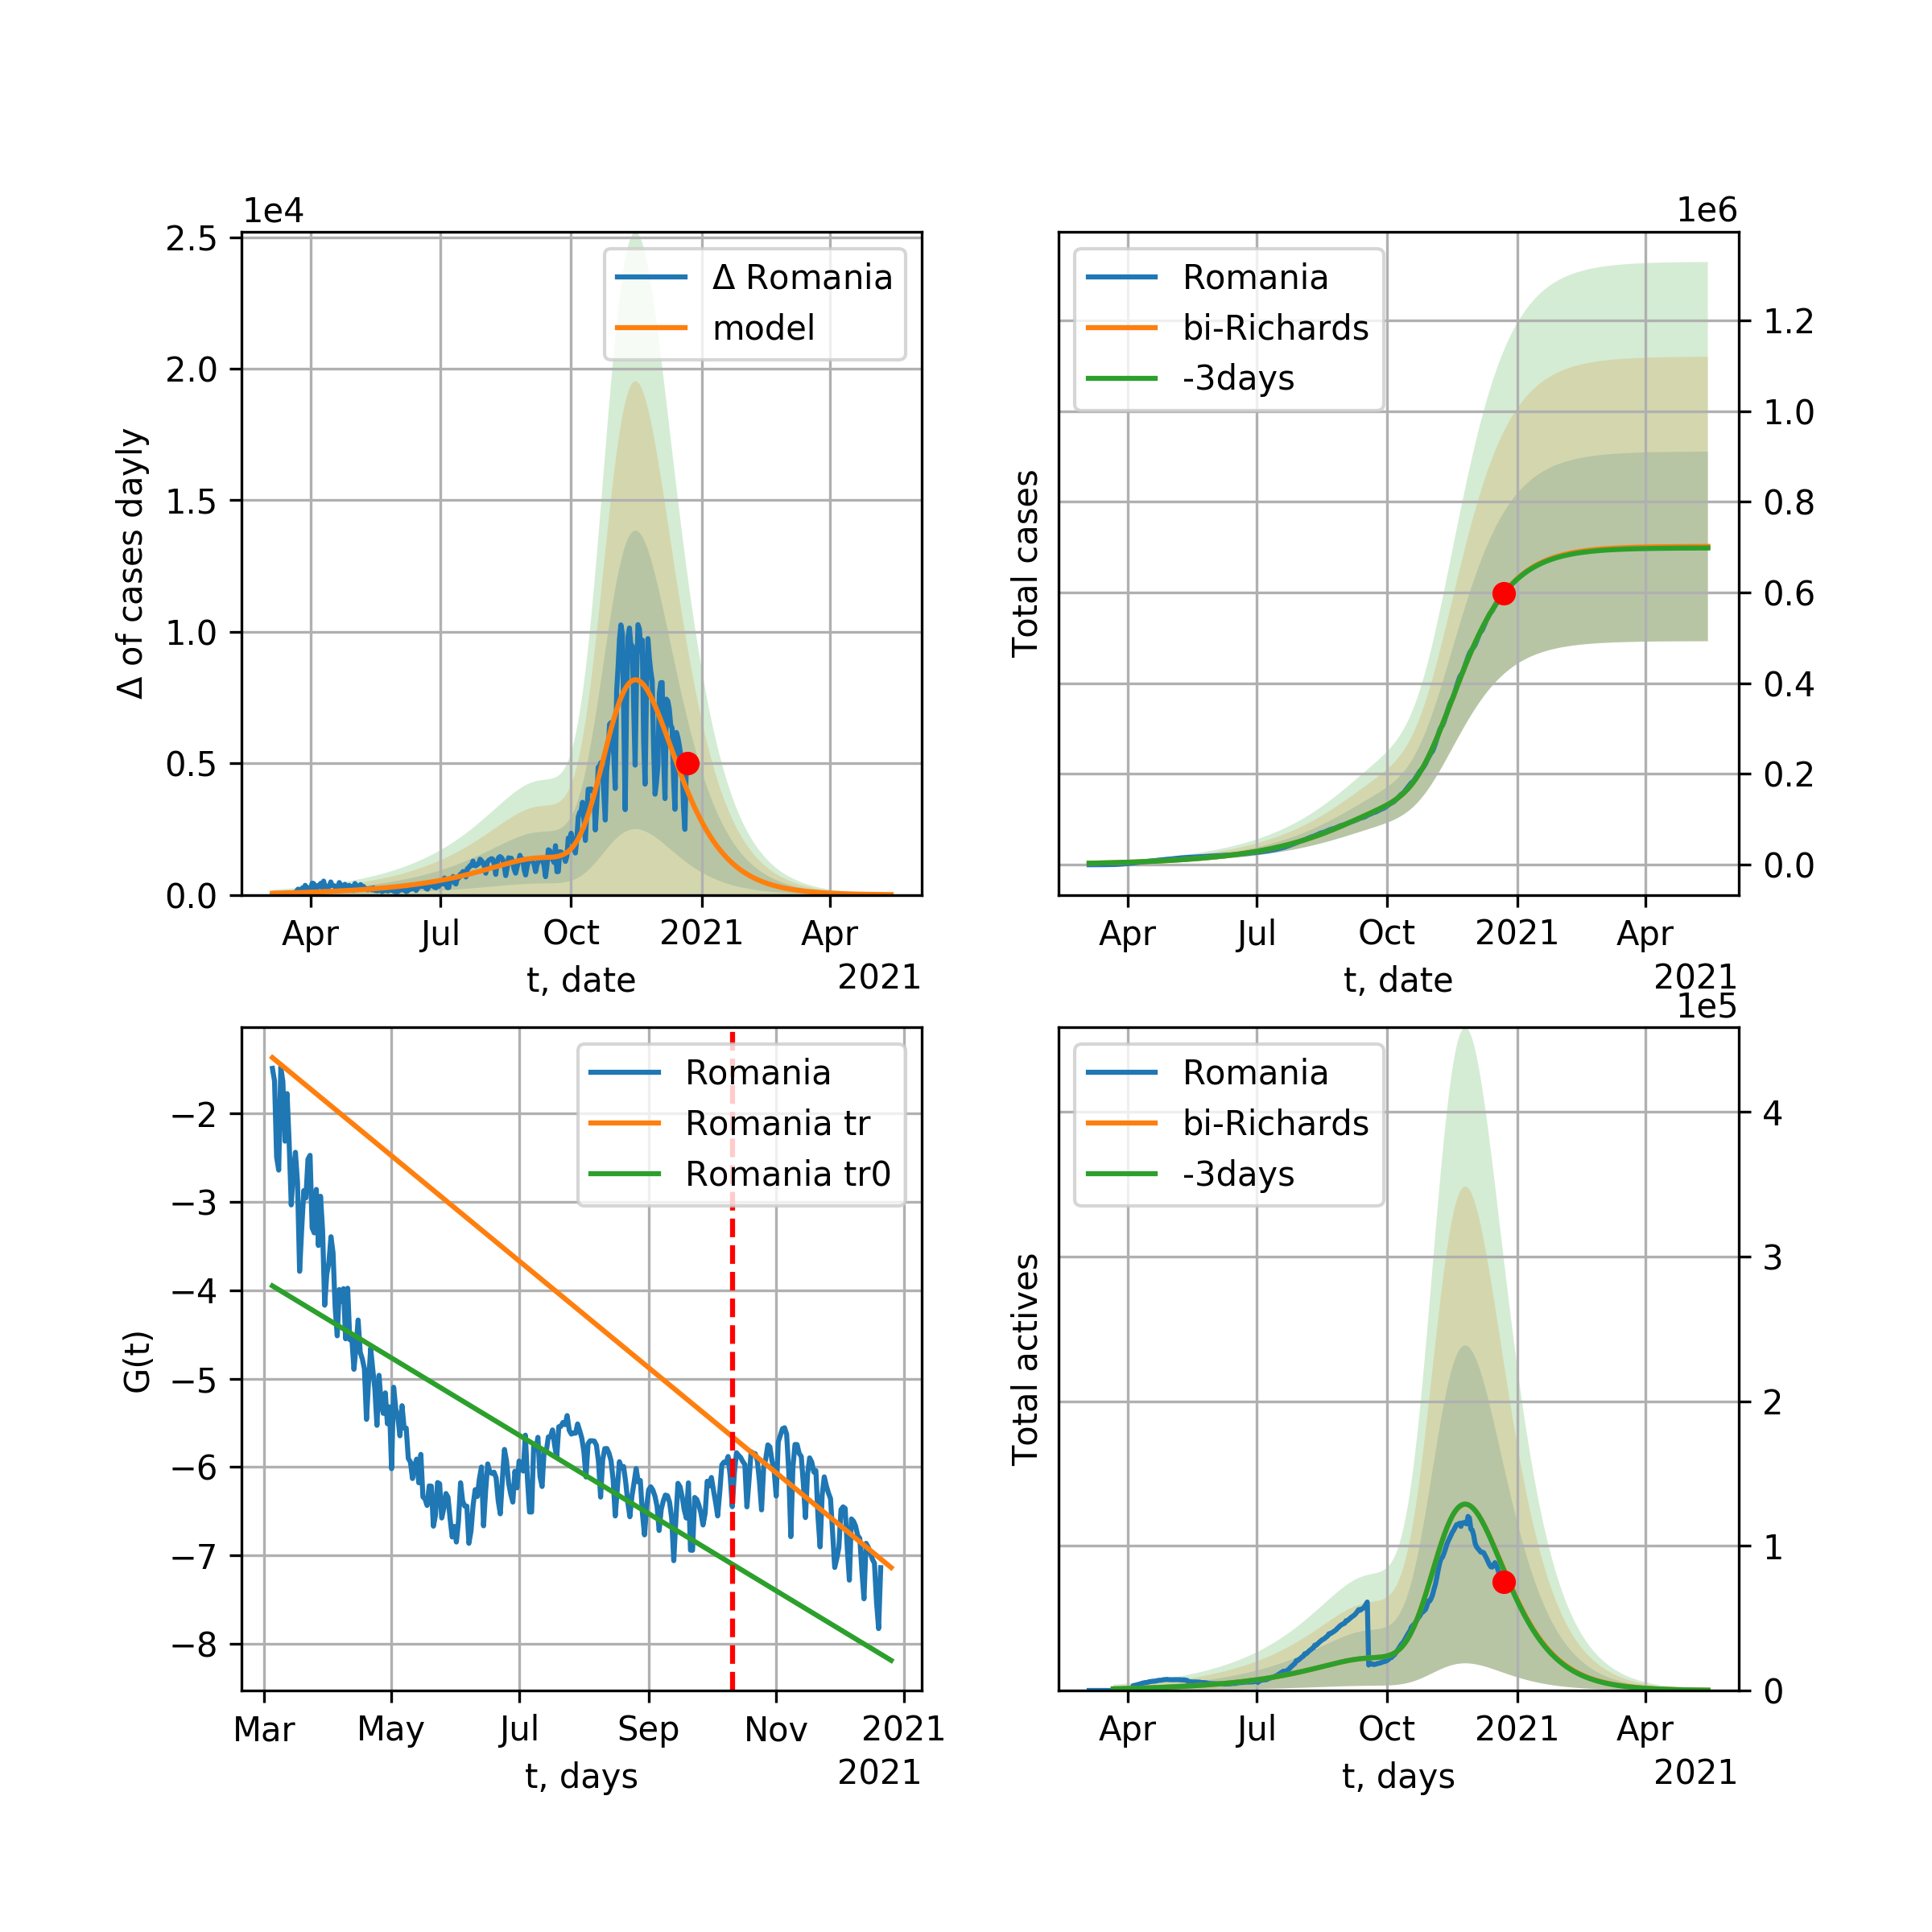 1e4
2.5
2.0
1.5
1.0
0.5
0.0
Δ of cases dayly
Δ Romania
model
Apr Jul Oct 2021 Apr
t, date
2021
1e6
Total cases
Romania
bi-Richards
-3days
1.2
1.0
0.8
0.6
0.4
0.2
0.0
Apr Jul Oct 2021 Apr
t, date
2021
−2
−3
−4
−5
−6
−7
−8
G(t)
Romania
Romania tr
Romania tr0
Mar May Jul Sep Nov 2021
t, days
2021
1e5
Total actives
Romania
bi-Richards
-3days
4
3
2
1
0
Apr Jul Oct 2021 Apr
t, days
2021